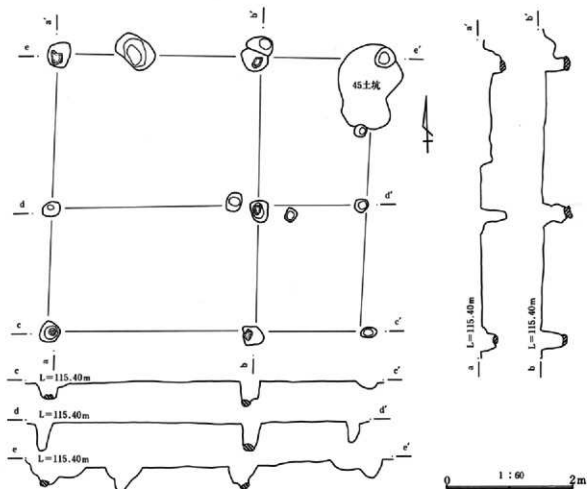 a' b' a' b'
e e'
45土坑
d d'
c c'
a b
L=115.40m L=115.40m
a b
c L=115.40m c'
d L=115.40m d'
e L=115.40m e'
1：60
0 2m